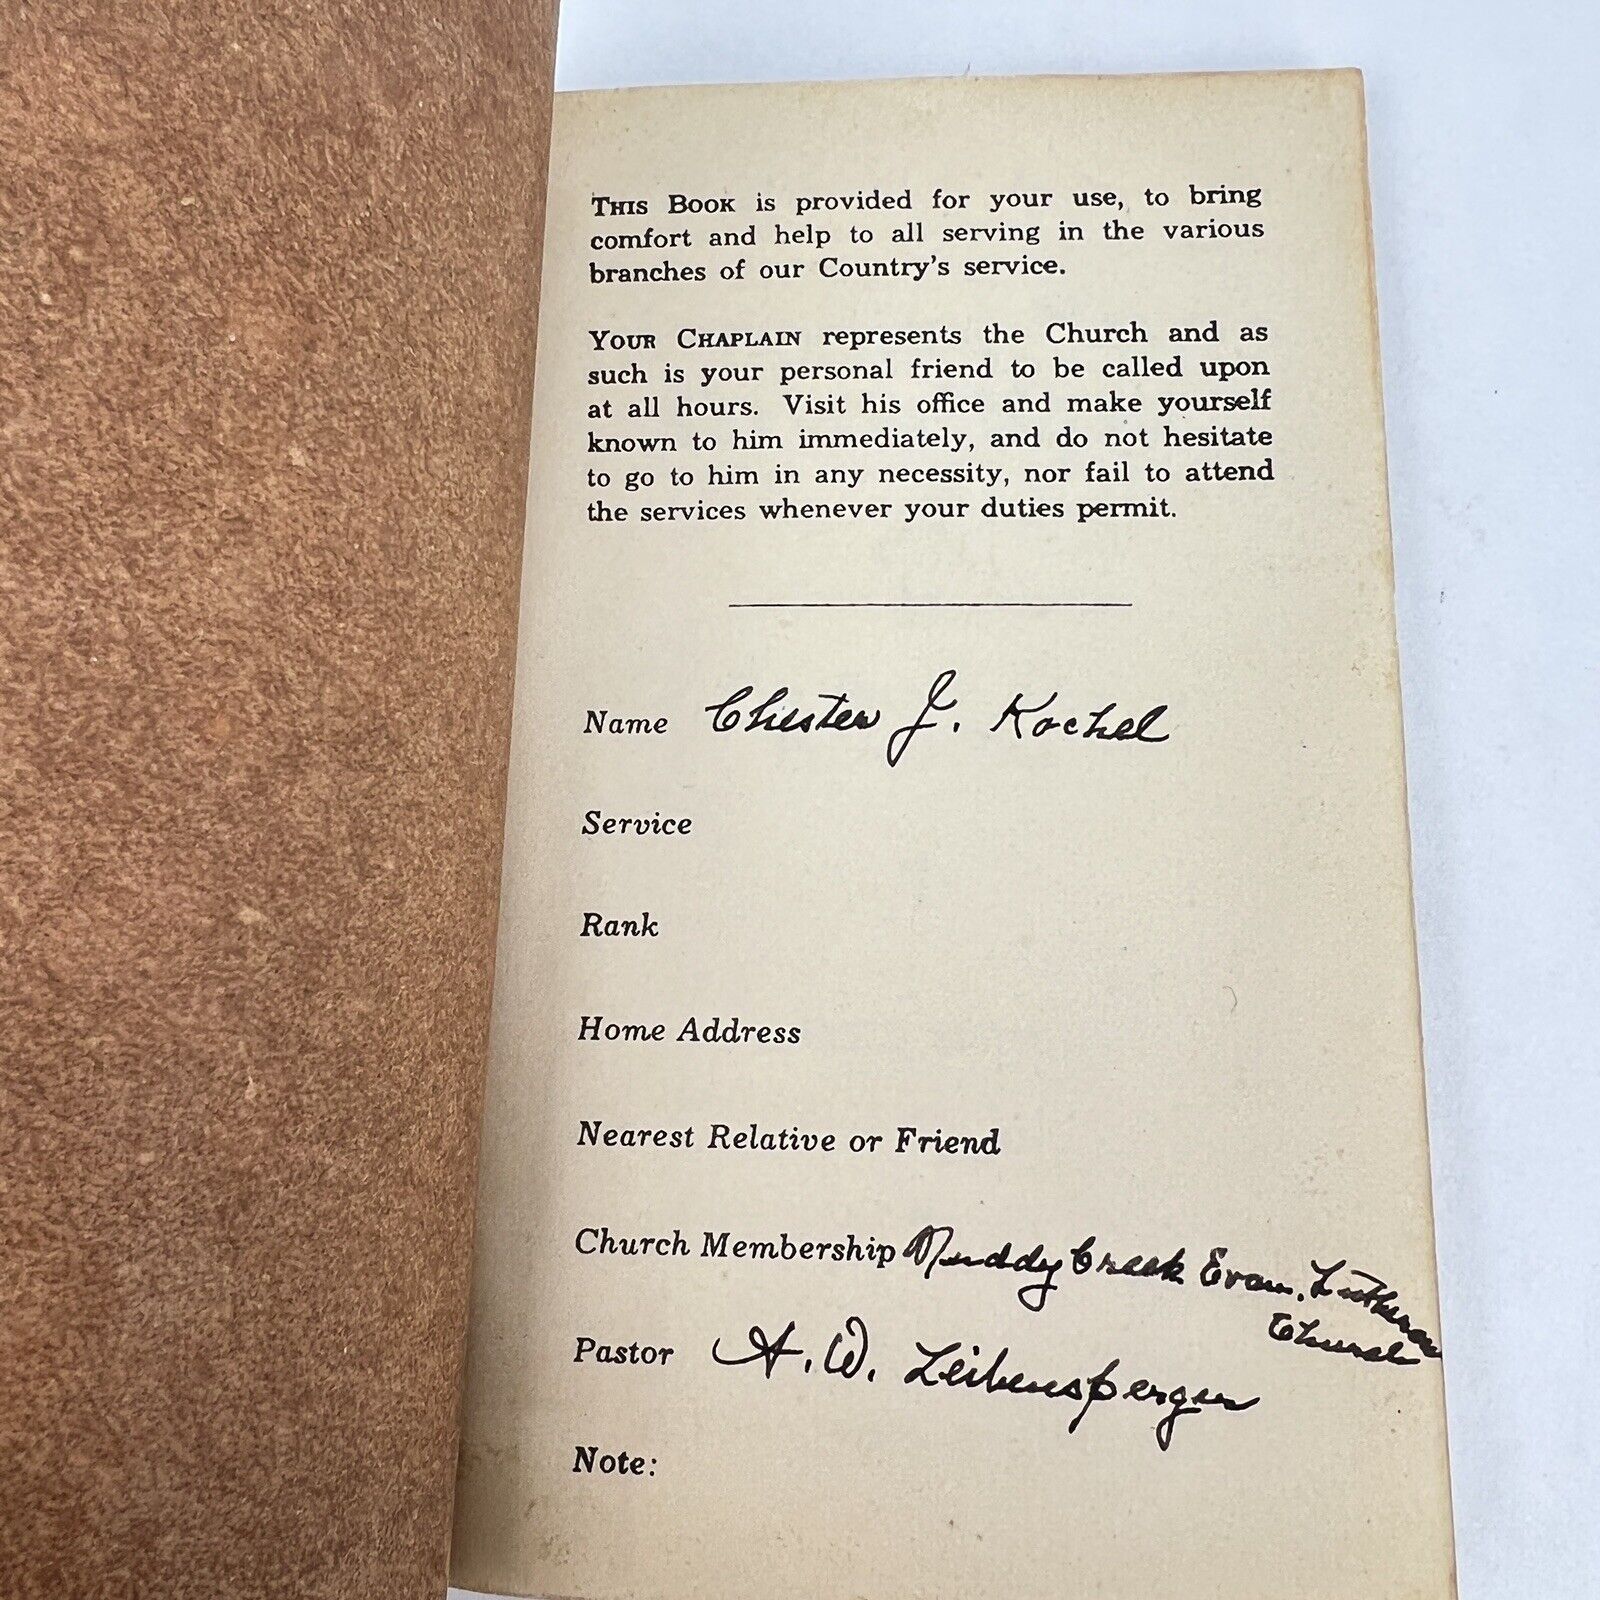 THIS BOOK is provided for your use, to bring
comfort and help to all serving in the various
branches of our Country's service.
YOUR CHAPLAIN represents the Church and as
such is your personal friend to be called upon
at all hours. Visit his office and make yourself
known to him immediately, and do not hesitate
to go to him in any necessity, nor fail to attend
the services whenever your duties permit.
Name Chester J. Kochel
Service
Rank
Home Address
Nearest Relative or Friend
Church Membership Muddy Creek Evan. Lutheran
Church
Pastor A. W. Leibensperger
Note: